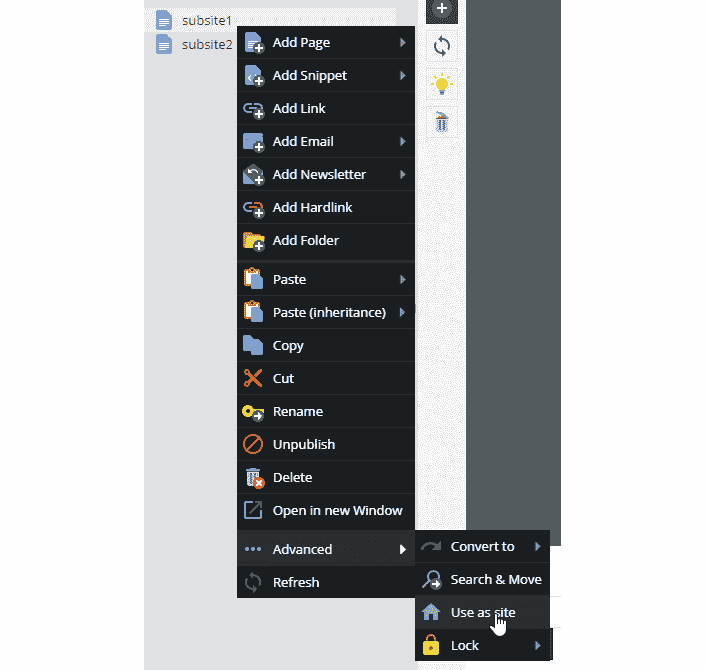 subsite1
subsite2
Add Page
Add Snippet
Add Link
Add Email
Add Newsletter
Add Hardlink
Add Folder
Paste
Paste (inheritance)
Copy
Cut
Rename
Unpublish
Delete
Open in new Window
Advanced
Refresh
Convert to
Search & Move
Use as site
Lock